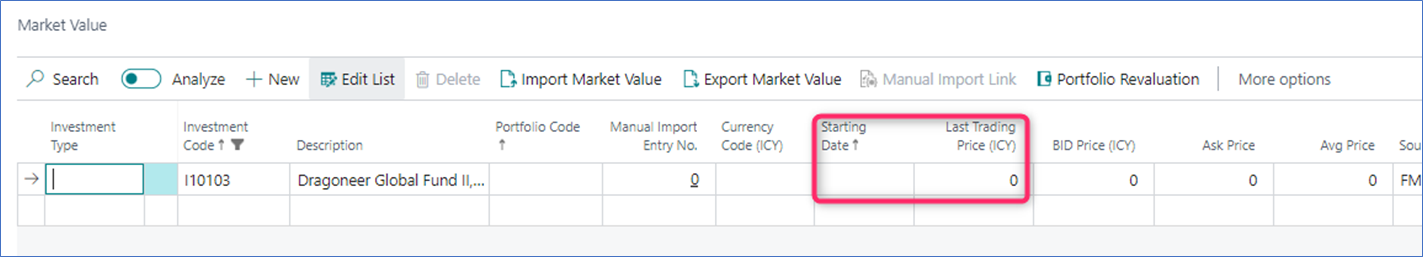 Market Value
Search Analyze New Edit List Delete Import Market Value Export Market Value Manual Import Link Portfolio Revaluation More options
Investment Type Investment Code ↑ Description Portfolio Code ↑ Manual Import Entry No. Currency Code (ICY) Starting Date ↑ Last Trading Price (ICY) BID Price (ICY) Ask Price Avg Price Sou
→ I10103 Dragoneer Global Fund II,... 0 0 0 0 0 FM